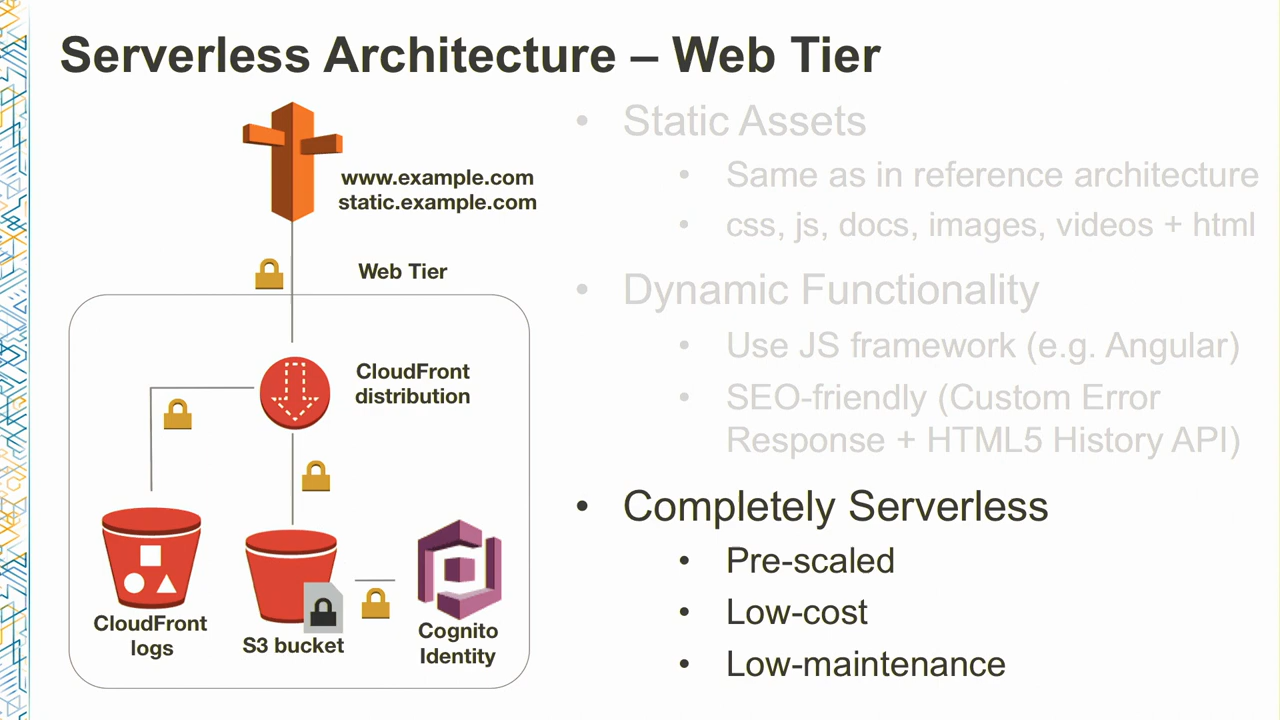 Serverless Architecture – Web Tier
www.example.com
static.example.com
Web Tier
CloudFront
distribution
CloudFront
logs
S3 bucket
Cognito
Identity
• Static Assets
• Same as in reference architecture
• css, js, docs, images, videos + html
• Dynamic Functionality
• Use JS framework (e.g. Angular)
• SEO-friendly (Custom Error
Response + HTML5 History API)
• Completely Serverless
• Pre-scaled
• Low-cost
• Low-maintenance